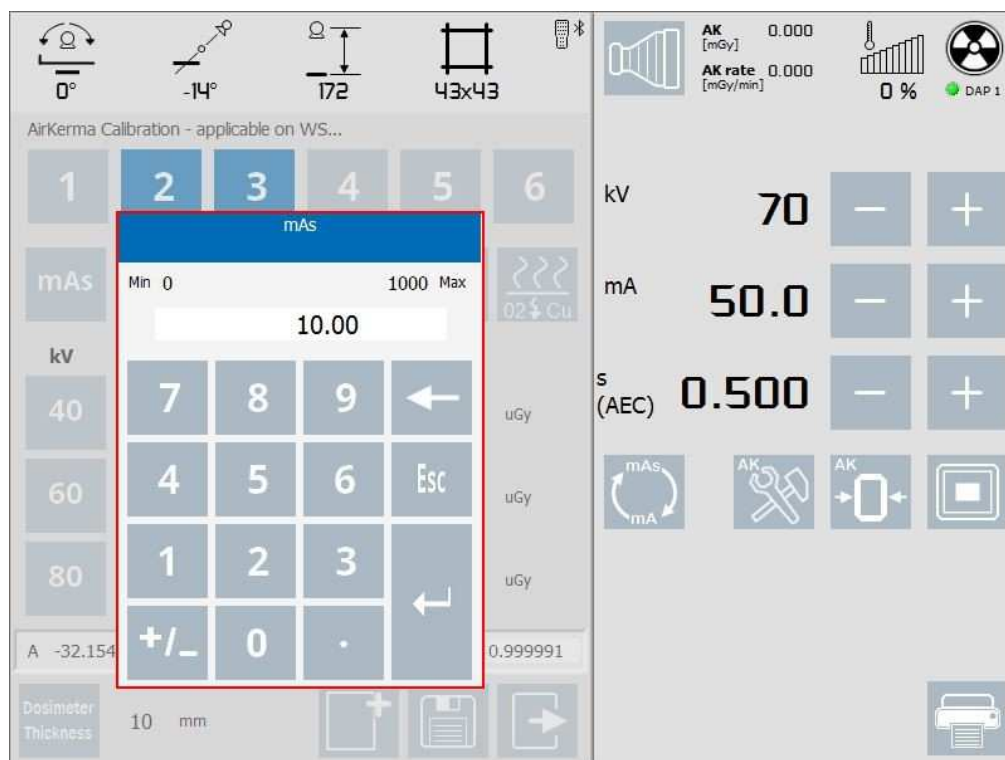 0°
-14°
172
43x43
AirKerma Calibration - applicable on WS...
1 2 3 4 5 6
mAs
mAs
Min 0 1000 Max
10.00
02 Cu
kV
7 8 9
40
uGy
4 5 6 Esc
60
uGy
1 2 3
80
uGy
+/- 0 .
A -32.154
0.999991
Dosimeter
Thickness
10 mm
AK 0.000
[mGy]
AK rate 0.000
[mGy/min]
0 %
DAP 1
kV 70 - +
mA 50.0 - +
s
(AEC) 0.500 - +
mAs
mA
AK
AK
0